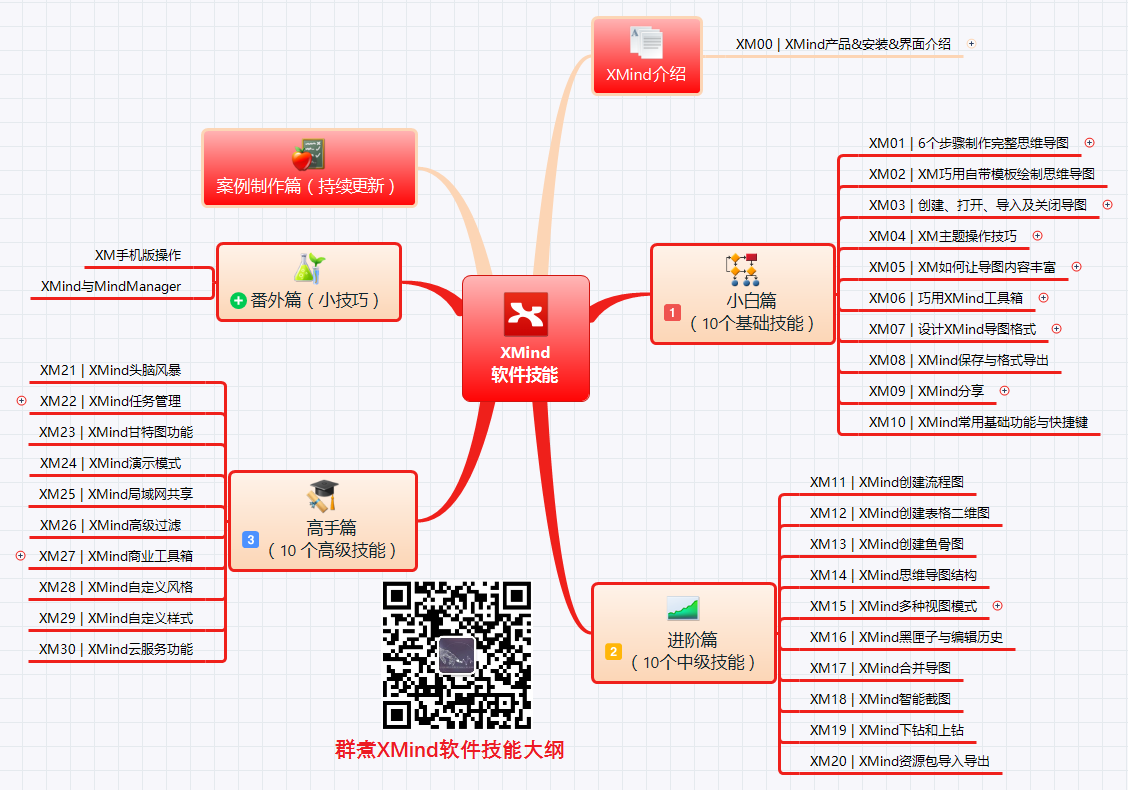 XMind介绍
XM00 | XMind产品&安装&界面介绍
案例制作篇（持续更新）
XM手机版操作
XMind与MindManager
番外篇（小技巧）
XMind
软件技能
1
小白篇
（10个基础技能）
XM01 | 6个步骤制作完整思维导图
XM02 | XM巧用自带模板绘制思维导图
XM03 | 创建、打开、导入及关闭导图
XM04 | XM主题操作技巧
XM05 | XM如何让导图内容丰富
XM06 | 巧用XMind工具箱
XM07 | 设计XMind导图格式
XM08 | XMind保存与格式导出
XM09 | XMind分享
XM10 | XMind常用基础功能与快捷键
XM21 | XMind头脑风暴
XM22 | XMind任务管理
XM23 | XMind甘特图功能
XM24 | XMind演示模式
XM25 | XMind局域网共享
XM26 | XMind高级过滤
XM27 | XMind商业工具箱
XM28 | XMind自定义风格
XM29 | XMind自定义样式
XM30 | XMind云服务功能
3
高手篇
（10 个高级技能）
2
进阶篇
（10个中级技能）
XM11 | XMind创建流程图
XM12 | XMind创建表格二维图
XM13 | XMind创建鱼骨图
XM14 | XMind思维导图结构
XM15 | XMind多种视图模式
XM16 | XMind黑匣子与编辑历史
XM17 | XMind合并导图
XM18 | XMind智能截图
XM19 | XMind下钻和上钻
XM20 | XMind资源包导入导出
群煮XMind软件技能大纲